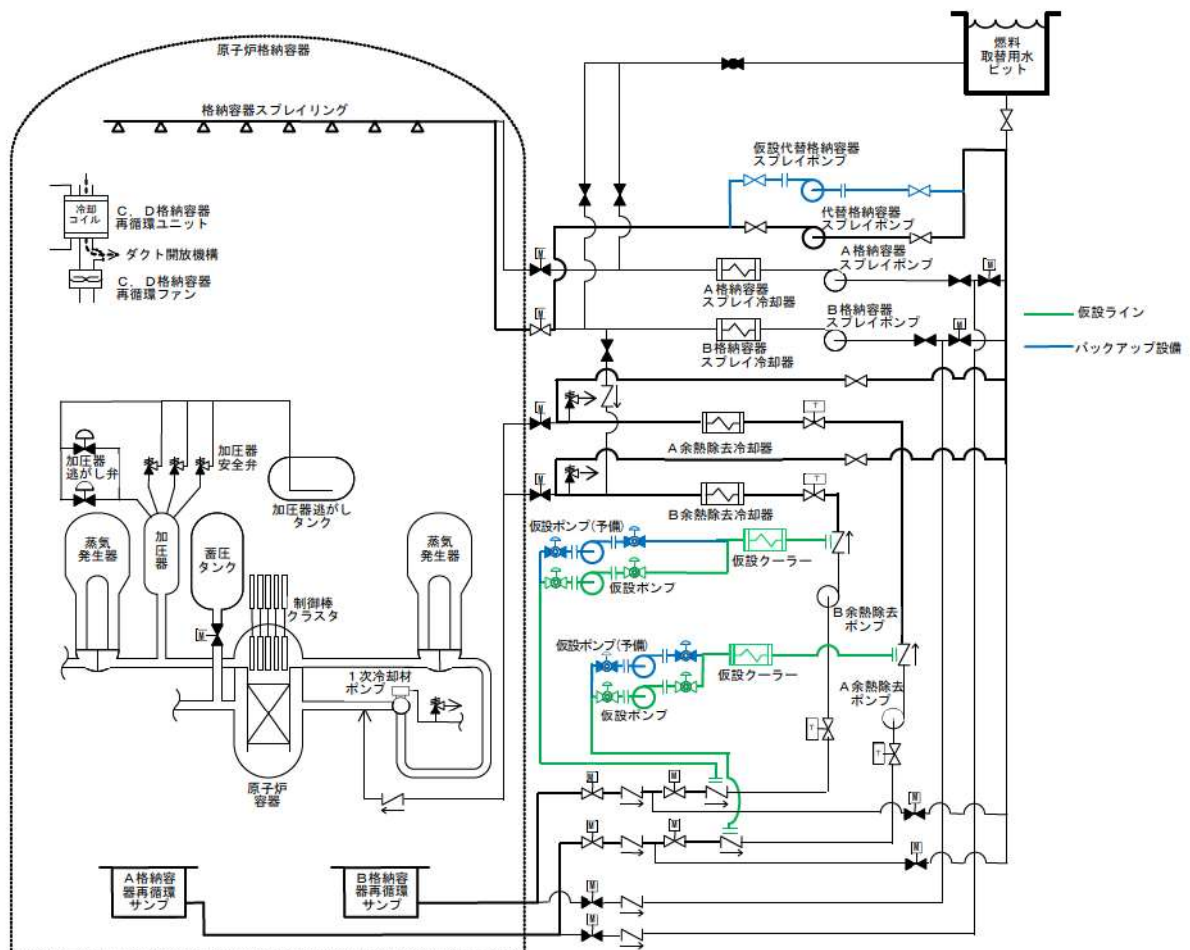 原子炉格納容器
燃料
取替用水
ピット
格納容器スプレイリング
仮設代替格納容器
スプレイポンプ
冷却
コイル
C，D格納容器
再循環ユニット
ダクト開放機構
C，D格納容器
再循環ファン
代替格納容器
スプレイポンプ
A格納容器
スプレイポンプ
A格納容器
スプレイ冷却器
B格納容器
スプレイポンプ
B格納容器
スプレイ冷却器
仮設ライン
バックアップ設備
M
M
M
M
M
T
A余熱除去冷却器
M
T
B余熱除去冷却器
加圧器
逃がし弁
加圧器
安全弁
加圧器逃がし
タンク
蒸気
発生器
加
圧
器
蓄圧
タンク
蒸気
発生器
制御棒
クラスタ
M
1次冷却材
ポンプ
原子炉
容器
仮設ポンプ(予備)
仮設クーラー
仮設ポンプ
B余熱除去
ポンプ
仮設ポンプ(予備)
仮設クーラー
仮設ポンプ
A余熱除去
ポンプ
T
T
M
M
M
M
M
M
A格納容
器再循環
サンプ
B格納容
器再循環
サンプ
M
M